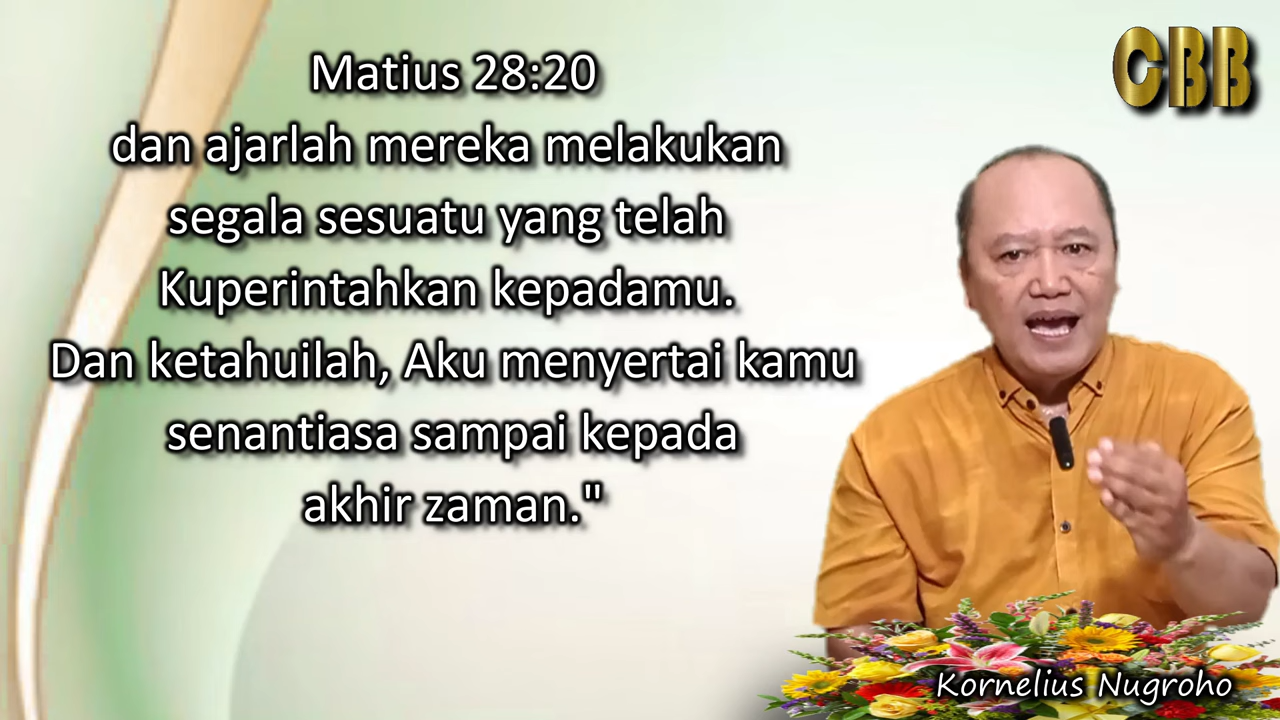 Matius 28:20
dan ajarlah mereka melakukan
segala sesuatu yang telah
Kuperintahkan kepadamu.
Dan ketahuilah, Aku menyertai kamu
senantiasa sampai kepada
akhir zaman."
CBB
Kornelius Nugroho